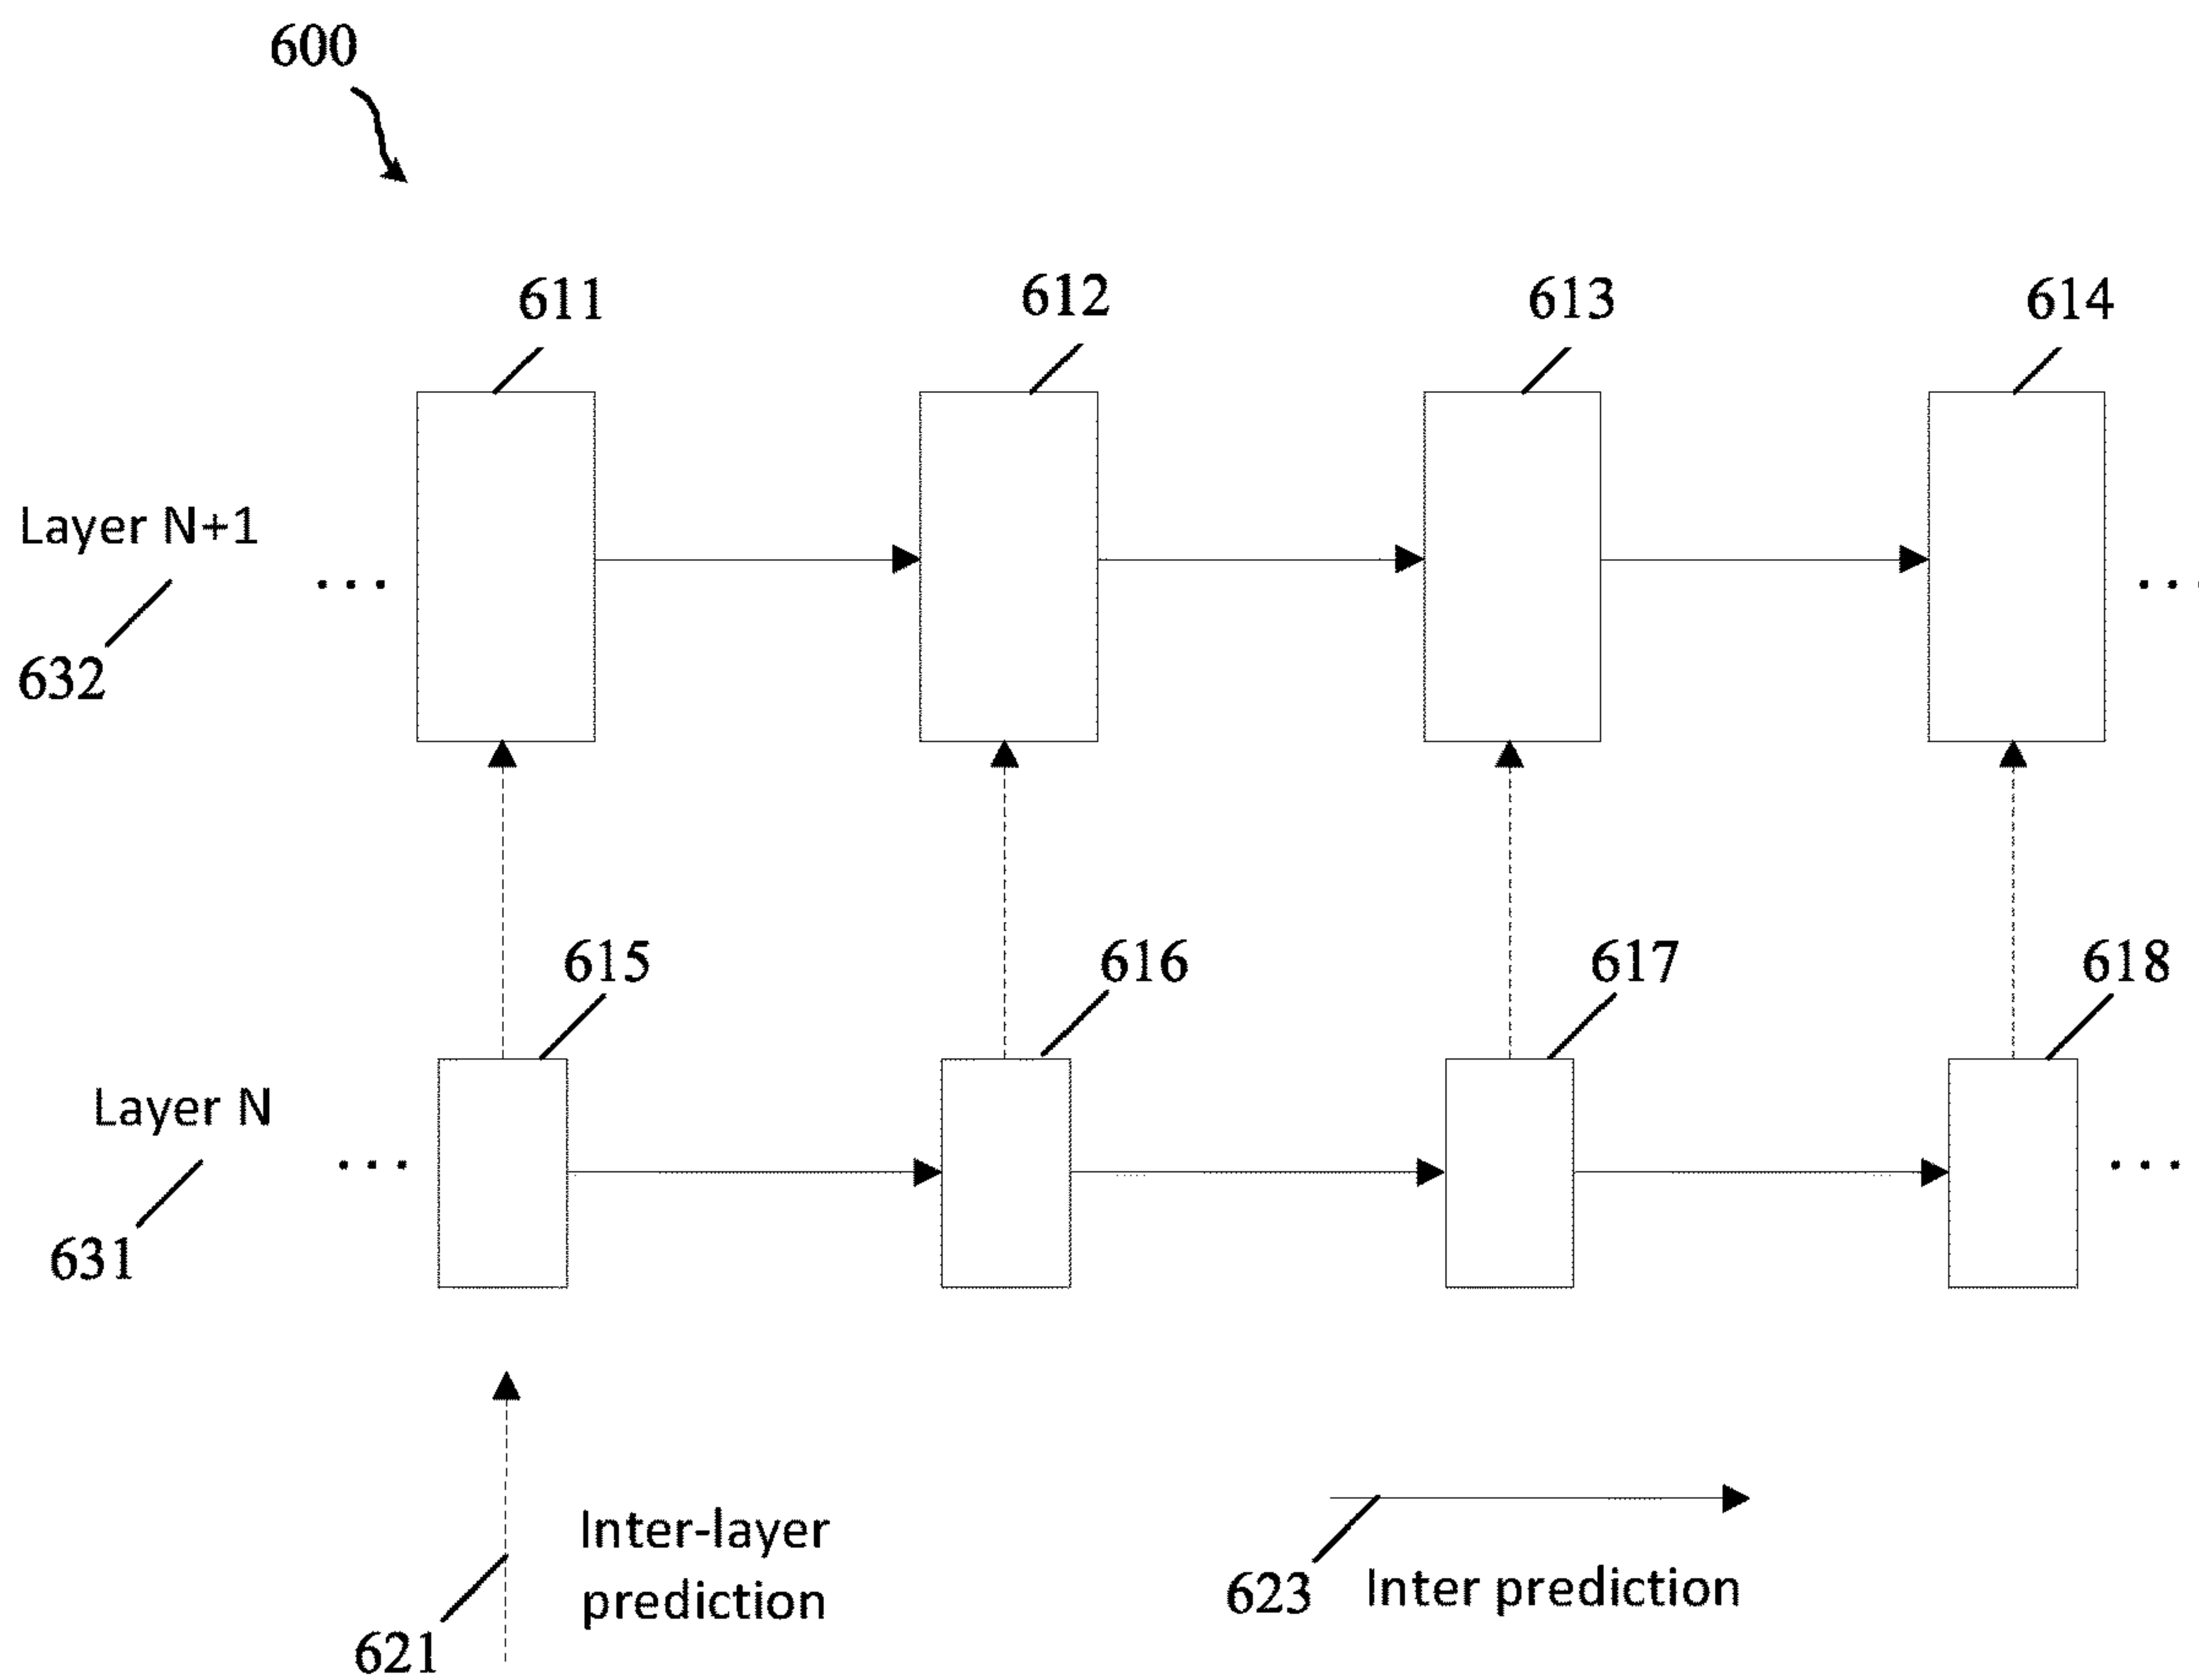 600
611 612 613 614
Layer N+1
...
...
632
615 616 617 618
Layer N
...
...
631
Inter-layer
prediction
621
623 Inter prediction